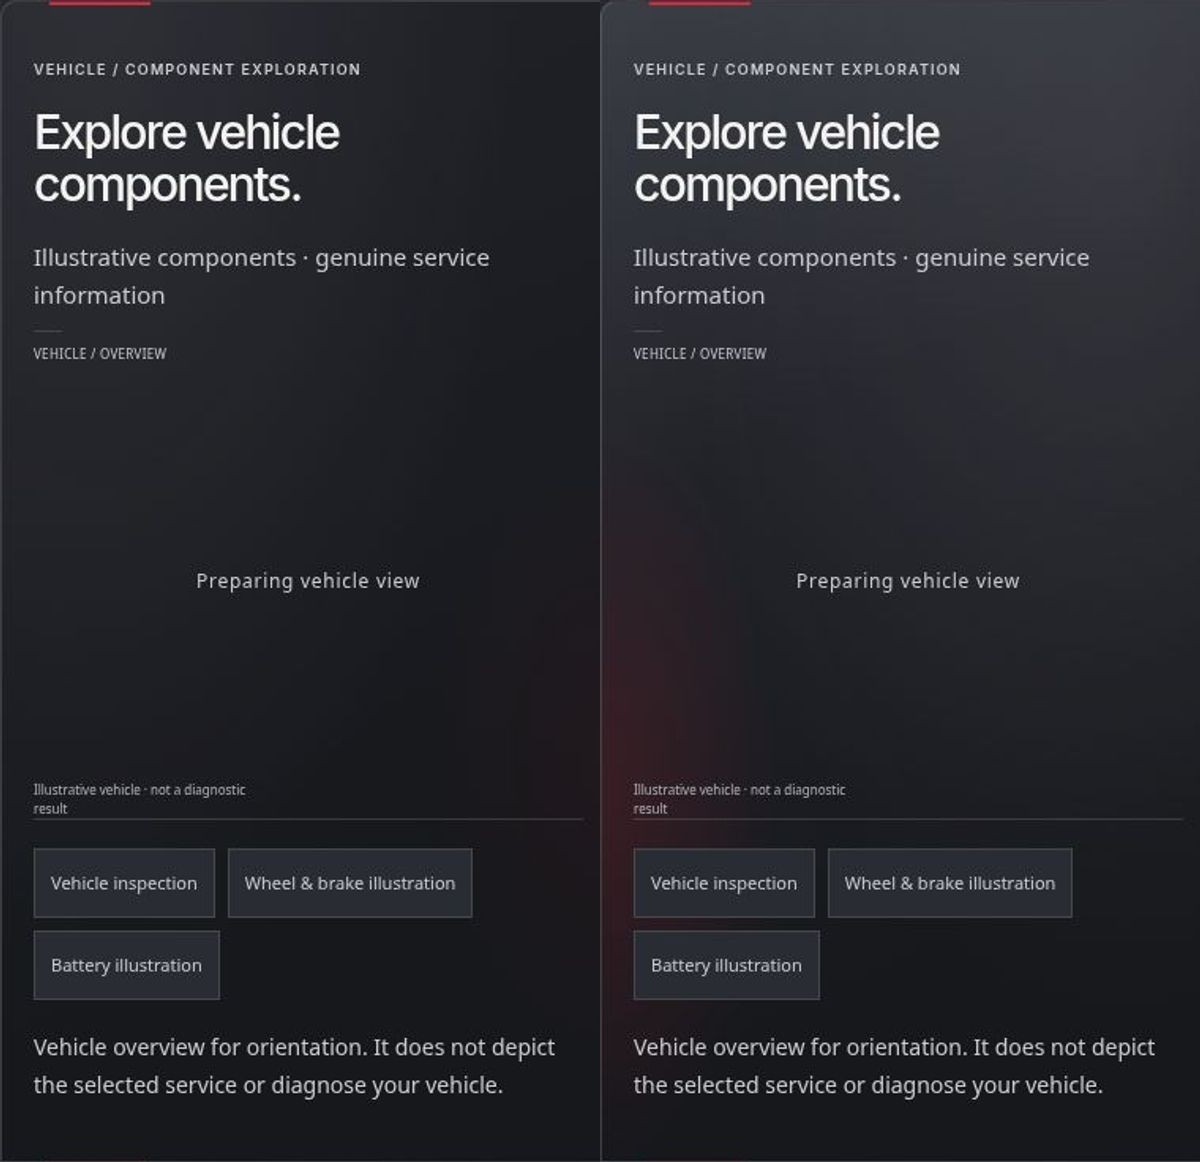 VEHICLE / COMPONENT EXPLORATION
Explore vehicle
components.
Illustrative components · genuine service
information
VEHICLE / OVERVIEW
Preparing vehicle view
Illustrative vehicle · not a diagnostic
result
Vehicle inspection
Wheel & brake illustration
Battery illustration
Vehicle overview for orientation. It does not depict
the selected service or diagnose your vehicle.
VEHICLE / COMPONENT EXPLORATION
Explore vehicle
components.
Illustrative components · genuine service
information
VEHICLE / OVERVIEW
Preparing vehicle view
Illustrative vehicle · not a diagnostic
result
Vehicle inspection
Wheel & brake illustration
Battery illustration
Vehicle overview for orientation. It does not depict
the selected service or diagnose your vehicle.